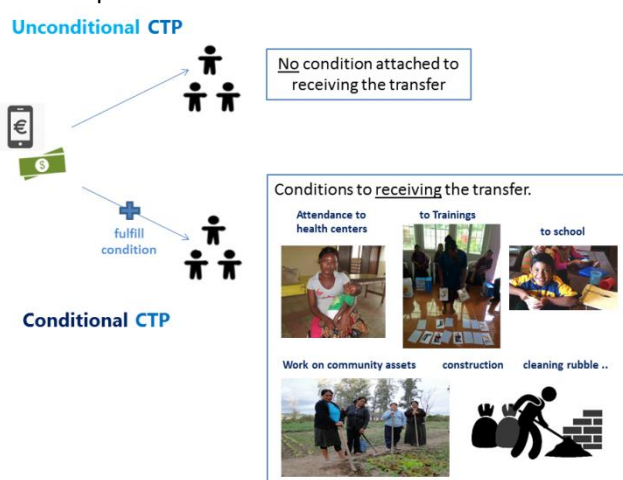 Unconditional CTP
No condition attached to
receiving the transfer
€
$
fulfill
condition
Conditional CTP
Conditions to receiving the transfer.
Attendance to
health centers
to Trainings
to school
Work on community assets
construction
cleaning rubble ..